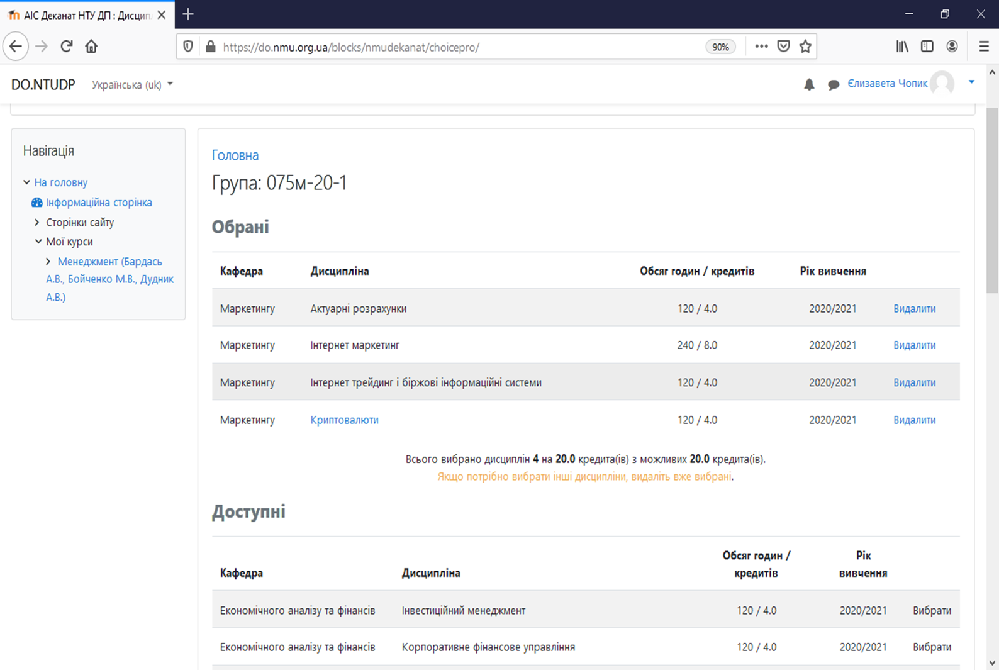 АІС Деканат НТУ ДП : Дисципл
https://do.nmu.org.ua/blocks/nmudekanat/choicepro/ 90%
DO.NTUDP Українська (uk) Єлизавета Чопик
Навігація
На головну
Інформаційна сторінка
Сторінки сайту
Мої курси
Менеджмент (Бардась
А.В., Бойченко М.В., Дудник
А.В.)
Головна
Група: 075м-20-1
Обрані
Кафедра Дисципліна Обсяг годин / кредитів Рік вивчення
Маркетингу Актуарні розрахунки 120 / 4.0 2020/2021 Видалити
Маркетингу Інтернет маркетинг 240 / 8.0 2020/2021 Видалити
Маркетингу Інтернет трейдинг і біржові інформаційні системи 120 / 4.0 2020/2021 Видалити
Маркетингу Криптовалюти 120 / 4.0 2020/2021 Видалити
Всього вибрано дисциплін 4 на 20.0 кредита(ів) з можливих 20.0 кредита(ів).
Якщо потрібно вибрати інші дисципліни, видаліть вже вибрані.
Доступні
Кафедра Дисципліна Обсяг годин / кредитів Рік вивчення
Економічного аналізу та фінансів Інвестиційний менеджмент 120 / 4.0 2020/2021 Вибрати
Економічного аналізу та фінансів Корпоративне фінансове управління 120 / 4.0 2020/2021 Вибрати